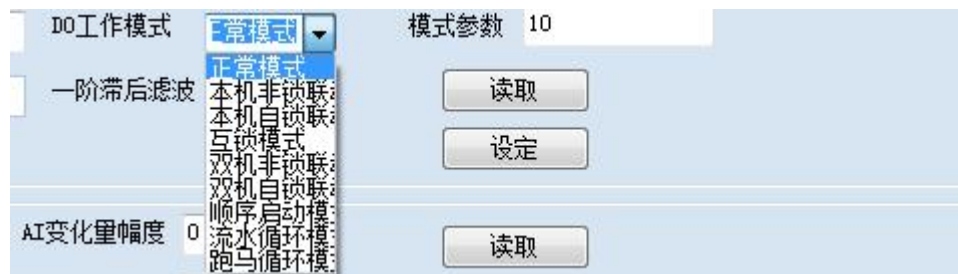 DO工作模式 正常模式 模式参数 10
正常模式
一阶滞后滤波 本机非锁联 读取
本机自锁联
互锁模式 设定
双机非锁联
双机自锁联
顺序启动模
AI变化量幅度 0 流水循环模 读取
跑马循环模